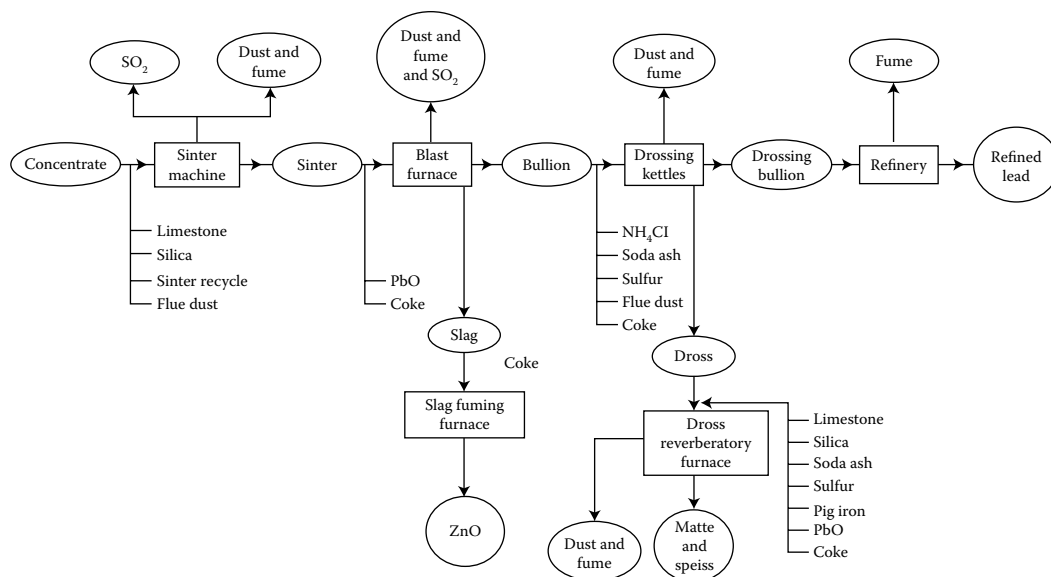 SO2
Dust and
fume
Dust and
fume
and SO2
Dust and
fume
Fume
Concentrate
Sinter
machine
Sinter
Blast
furnace
Bullion
Drossing
kettles
Drossing
bullion
Refinery
Refined
lead
Limestone
Silica
Sinter recycle
Flue dust
PbO
Coke
NH4CI
Soda ash
Sulfur
Flue dust
Coke
Slag
Coke
Slag fuming
furnace
ZnO
Dross
Dross
reverberatory
furnace
Limestone
Silica
Soda ash
Sulfur
Pig iron
PbO
Coke
Dust and
fume
Matte
and
speiss